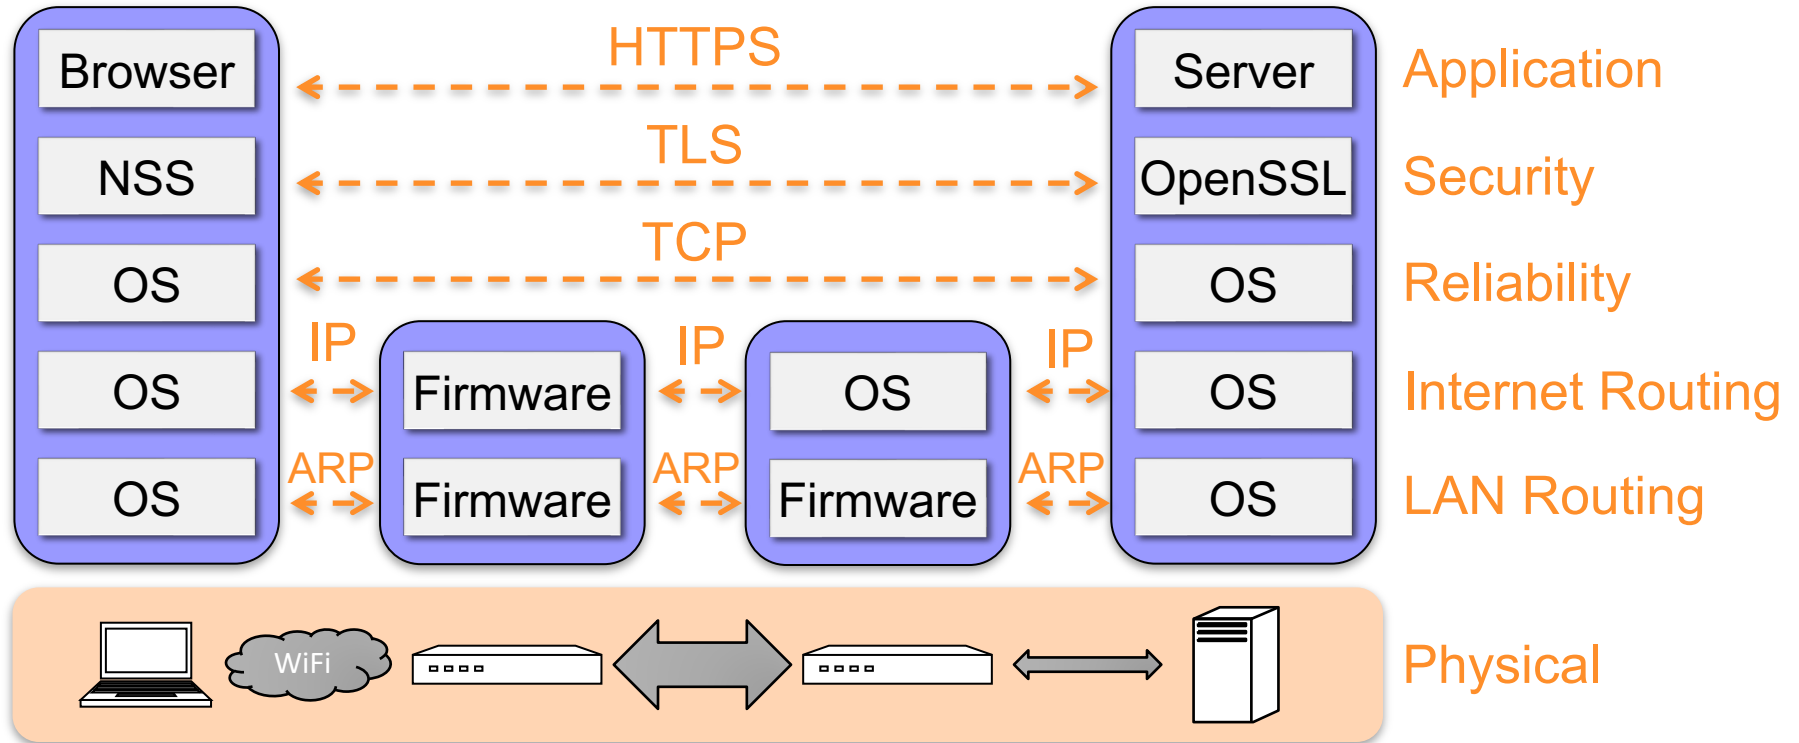 HTTPS
Browser
Server
Application
TLS
NSS
OpenSSL
Security
TCP
OS
OS
Reliability
IP
IP
IP
OS
Firmware
OS
OS
Internet Routing
ARP
ARP
ARP
OS
Firmware
Firmware
OS
LAN Routing
WiFi
Physical